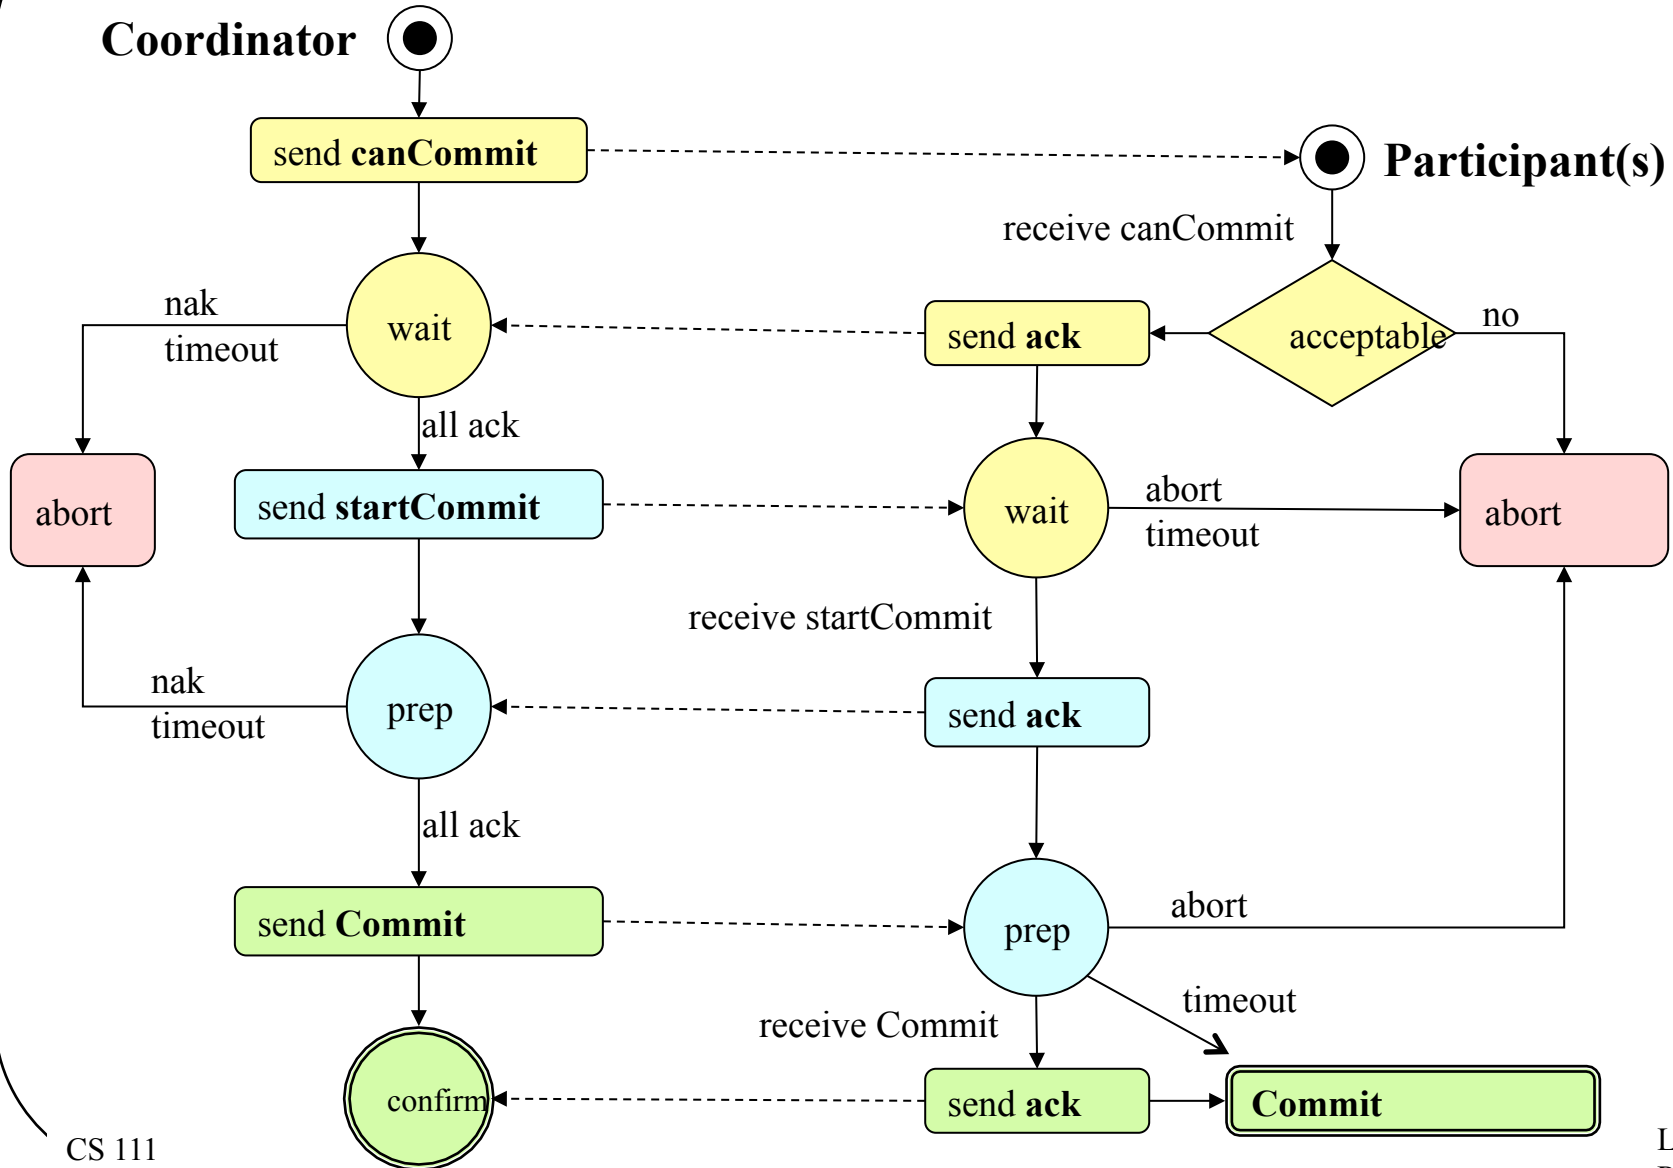 Coordinator
send canCommit
Participant(s)
receive canCommit
nak
timeout
wait
send ack
acceptable
no
all ack
abort
send startCommit
wait
abort
timeout
abort
receive startCommit
nak
timeout
prep
send ack
all ack
send Commit
prep
abort
timeout
receive Commit
confirm
send ack
Commit
CS 111